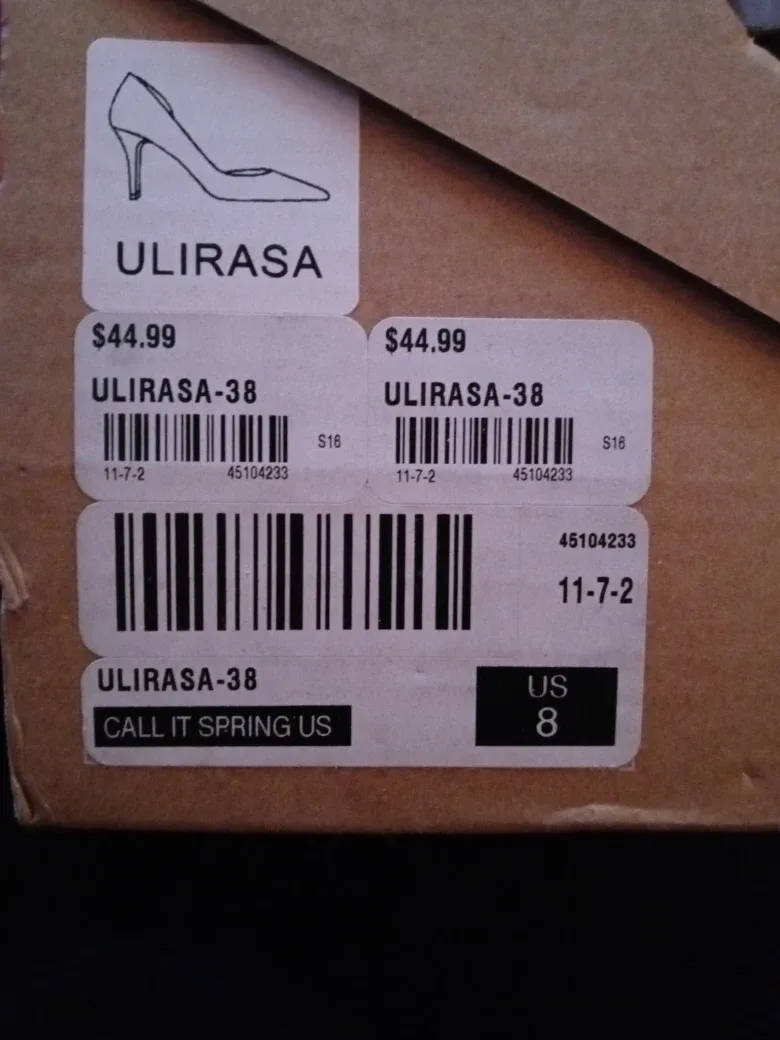 ULIRASA
$44.99
ULIRASA-38
S16
11-7-2 45104233
$44.99
ULIRASA-38
S16
11-7-2 45104233
45104233
11-7-2
ULIRASA-38
CALL IT SPRING US
US
8